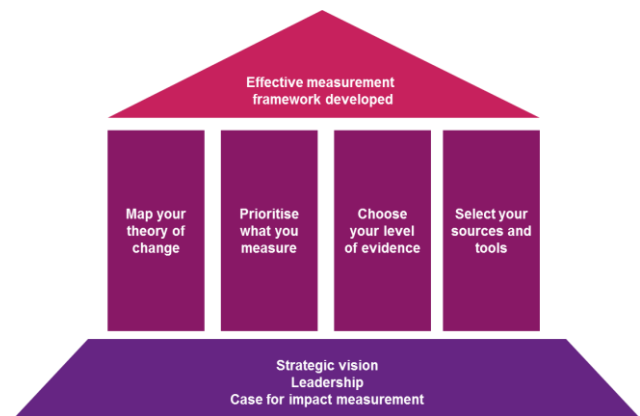 Effective measurement
framework developed
Map your
theory of
change
Prioritise
what you
measure
Choose
your level
of evidence
Select your
sources and
tools
Strategic vision
Leadership
Case for impact measurement